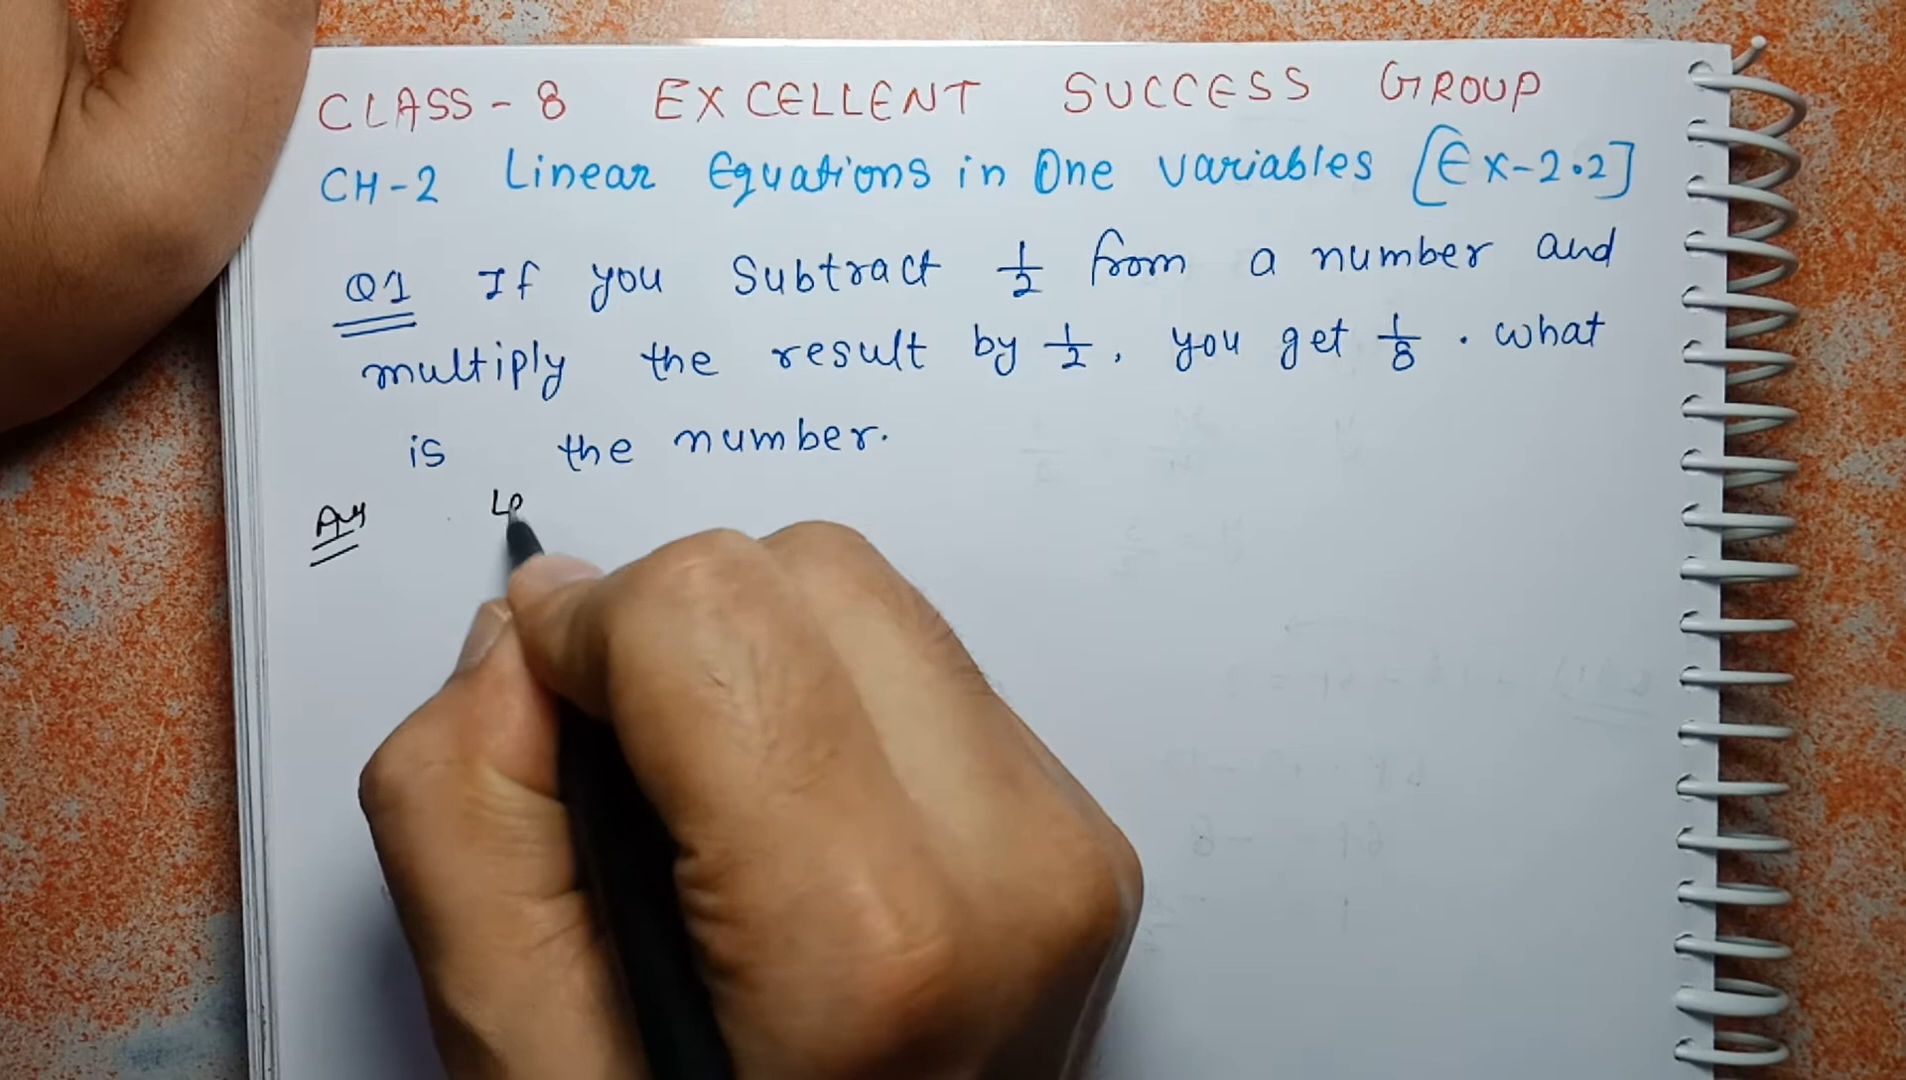 CLASS-8 EXCELLENT SUCCESS GROUP
CH-2 Linear Equations in One variables [Ex-2.2]
Q1 If you Subtract 1/2 from a number and
multiply the result by 1/2, you get 1/8. what
is the number.
Ans Le